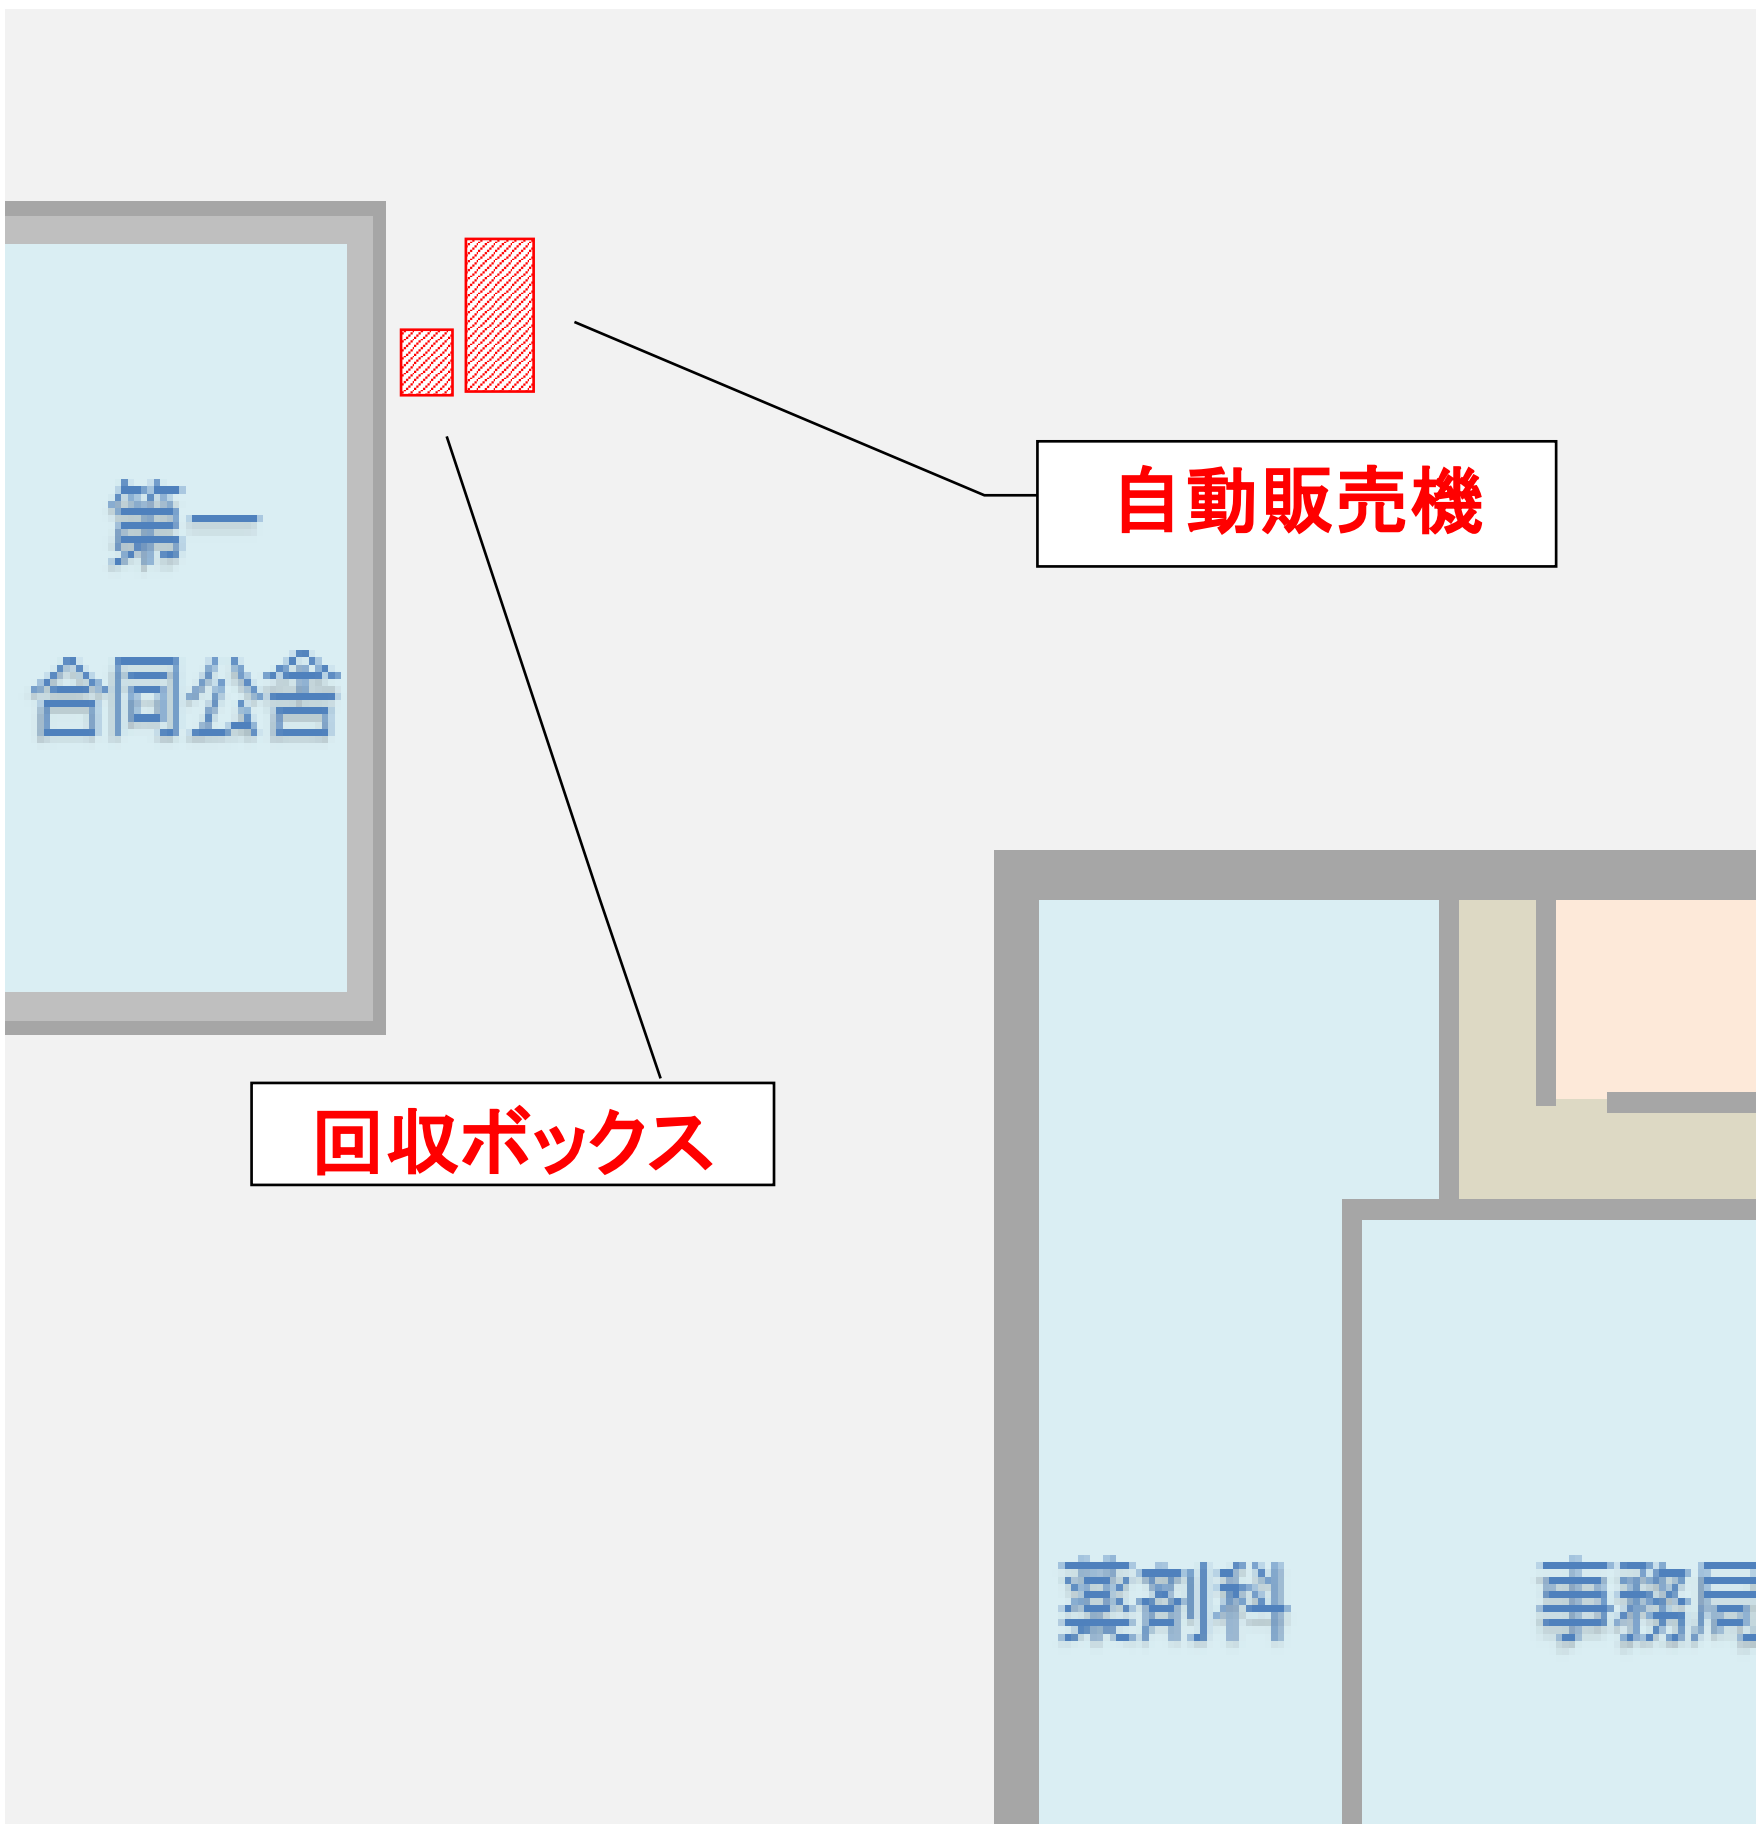 自動販売機
第一
合同公舎
回収ボックス
薬剤科
事務局